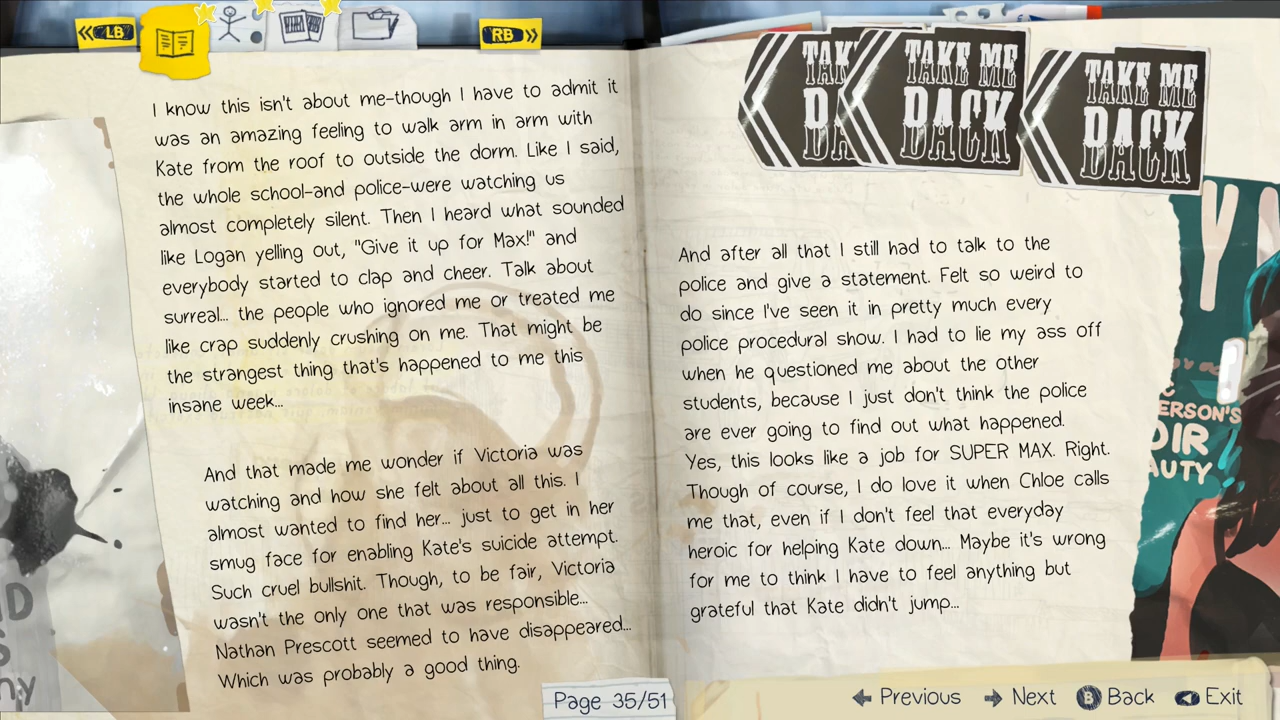 LB
RB
I know this isn't about me-though I have to admit it
was an amazing feeling to walk arm in arm with
Kate from the roof to outside the dorm. Like I said,
the whole school-and police-were watching us
almost completely silent. Then I heard what sounded
like Logan yelling out, "Give it up for Max!" and
everybody started to clap and cheer. Talk about
surreal... the people who ignored me or treated me
like crap suddenly crushing on me. That might be
the strangest thing that's happened to me this
insane week...
And that made me wonder if Victoria was
watching and how she felt about all this. I
almost wanted to find her... just to get in her
smug face for enabling Kate's suicide attempt.
Such cruel bullshit. Though, to be fair, Victoria
wasn't the only one that was responsible...
Nathan Prescott seemed to have disappeared...
Which was probably a good thing.
TAKE ME
DACK
TAKE ME
DACK
And after all that I still had to talk to the
police and give a statement. Felt so weird to
do since I've seen it in pretty much every
police procedural show. I had to lie my ass off
when he questioned me about the other
students, because I just don't think the police
are ever going to find out what happened.
Yes, this looks like a job for SUPER MAX. Right.
Though of course, I do love it when Chloe calls
me that, even if I don't feel that everyday
heroic for helping Kate down... Maybe it's wrong
for me to think I have to feel anything but
grateful that Kate didn't jump...
ERSON'S
OIR
AUTY
Page 35/51
Previous
Next
B Back
Exit